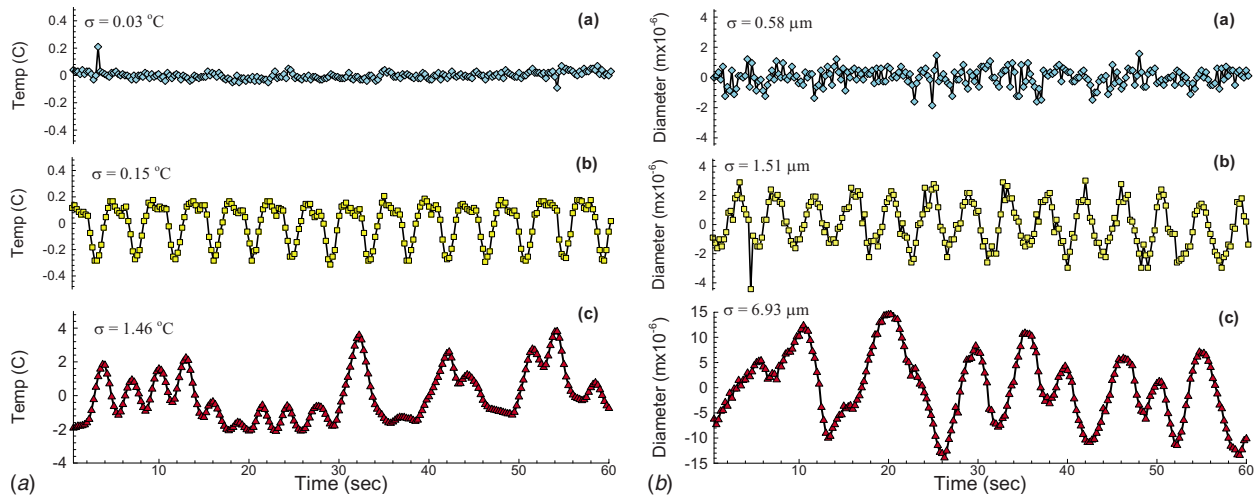 σ = 0.03 °C
(a)
Temp (C)
0.4
0.2
0
0.2
0.4
σ = 0.15 °C
(b)
Temp (C)
0.4
0.2
0
-0.2
-0.4
σ = 1.46 °C
(c)
Temp (C)
4
2
0
-2
-4
10
20
30
40
50
60
Time (sec)
(a)
σ = 0.58 µm
(a)
Diameter (mx10-6)
4
2
0
-2
-4
σ = 1.51 µm
(b)
Diameter (mx10-6)
4
2
0
-2
-4
σ = 6.93 µm
(c)
Diameter (mx10-6)
15
10
5
0
-5
-10
-15
10
20
30
40
50
60
Time (sec)
(b)